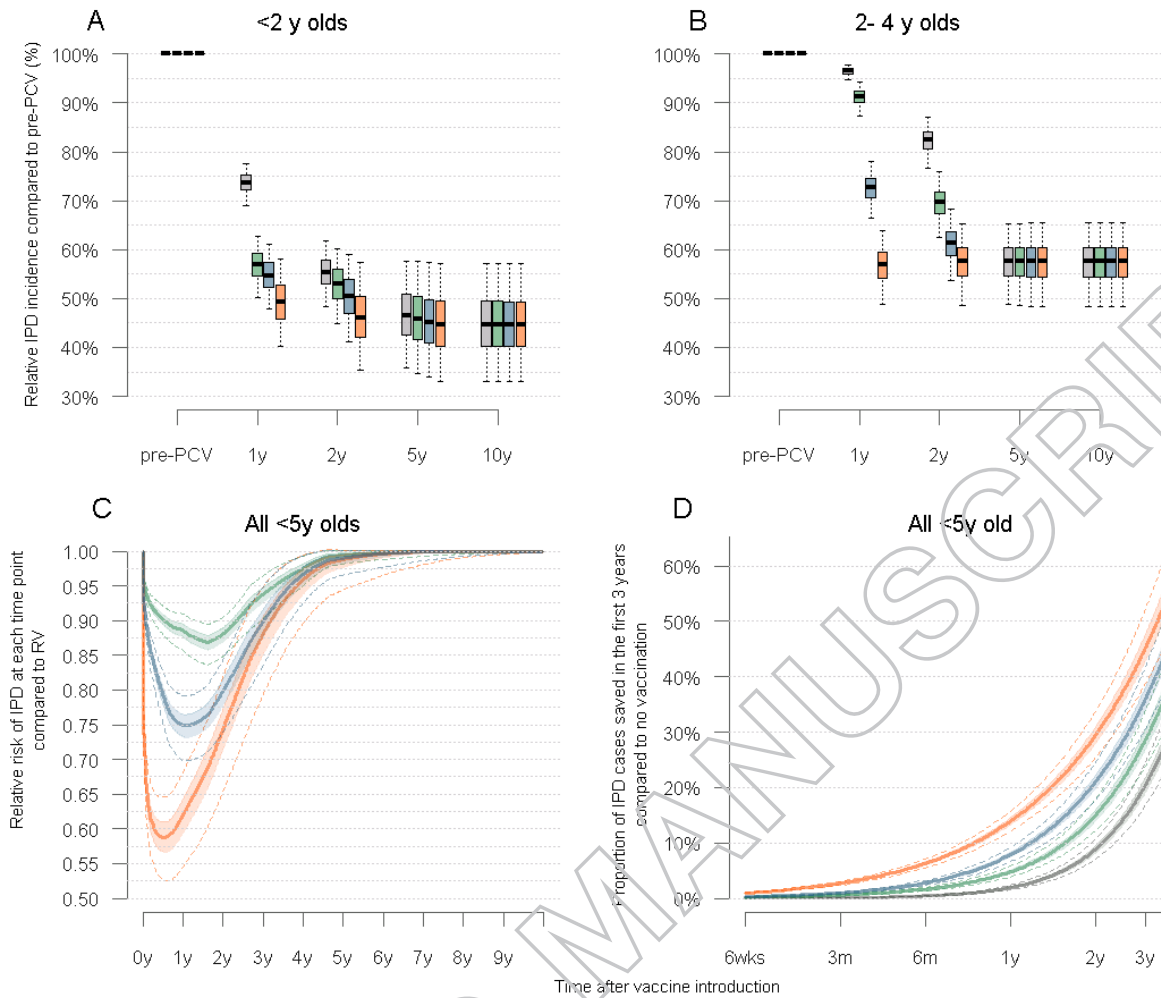 A
<2 y olds
B
2- 4 y olds
Relative IPD incidence compared to pre-PCV (%)
100%
90%
80%
70%
60%
50%
40%
30%
pre-PCV 1y 2y 5y 10y
100%
90%
80%
70%
60%
50%
40%
30%
pre-PCV 1y 2y 5y 10y
C
All <5y olds
D
All <5y old
Relative risk of IPD at each time point
compared to RV
1.00
0.95
0.90
0.85
0.80
0.75
0.70
0.65
0.60
0.55
0.50
0y 1y 2y 3y 4y 5y 6y 7y 8y 9y
Proportion of IPD cases saved in the first 3 years
compared to no vaccination
60%
50%
40%
30%
20%
10%
0%
6wks 3m 6m 1y 2y 3y
Time after vaccine introduction
MANUSCRIP